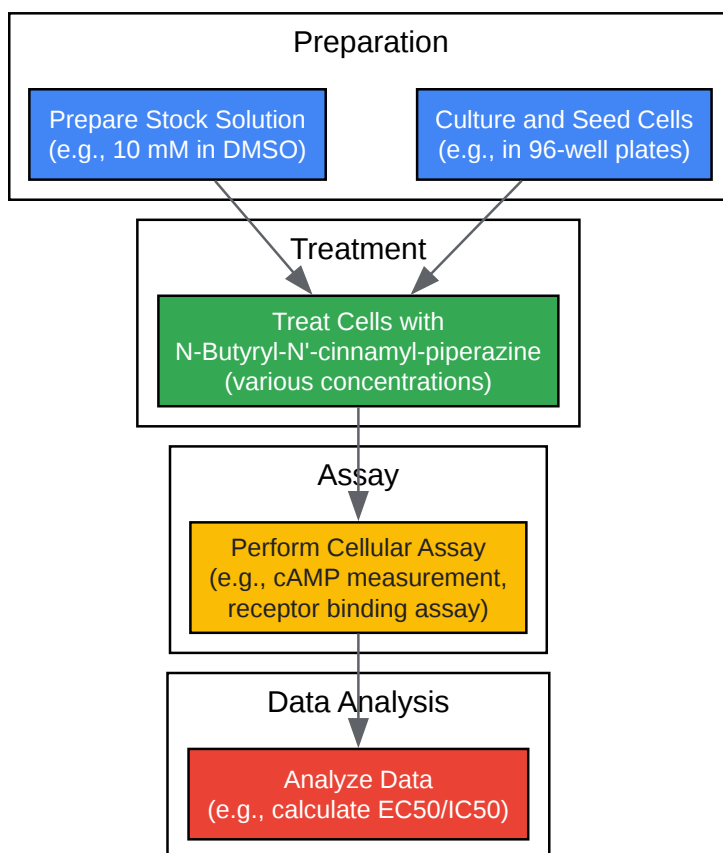 Preparation
Prepare Stock Solution
(e.g., 10 mM in DMSO)
Culture and Seed Cells
(e.g., in 96-well plates)
Treatment
Treat Cells with
N-Butyryl-N'-cinnamyl-piperazine
(various concentrations)
Assay
Perform Cellular Assay
(e.g., cAMP measurement,
receptor binding assay)
Data Analysis
Analyze Data
(e.g., calculate EC50/IC50)